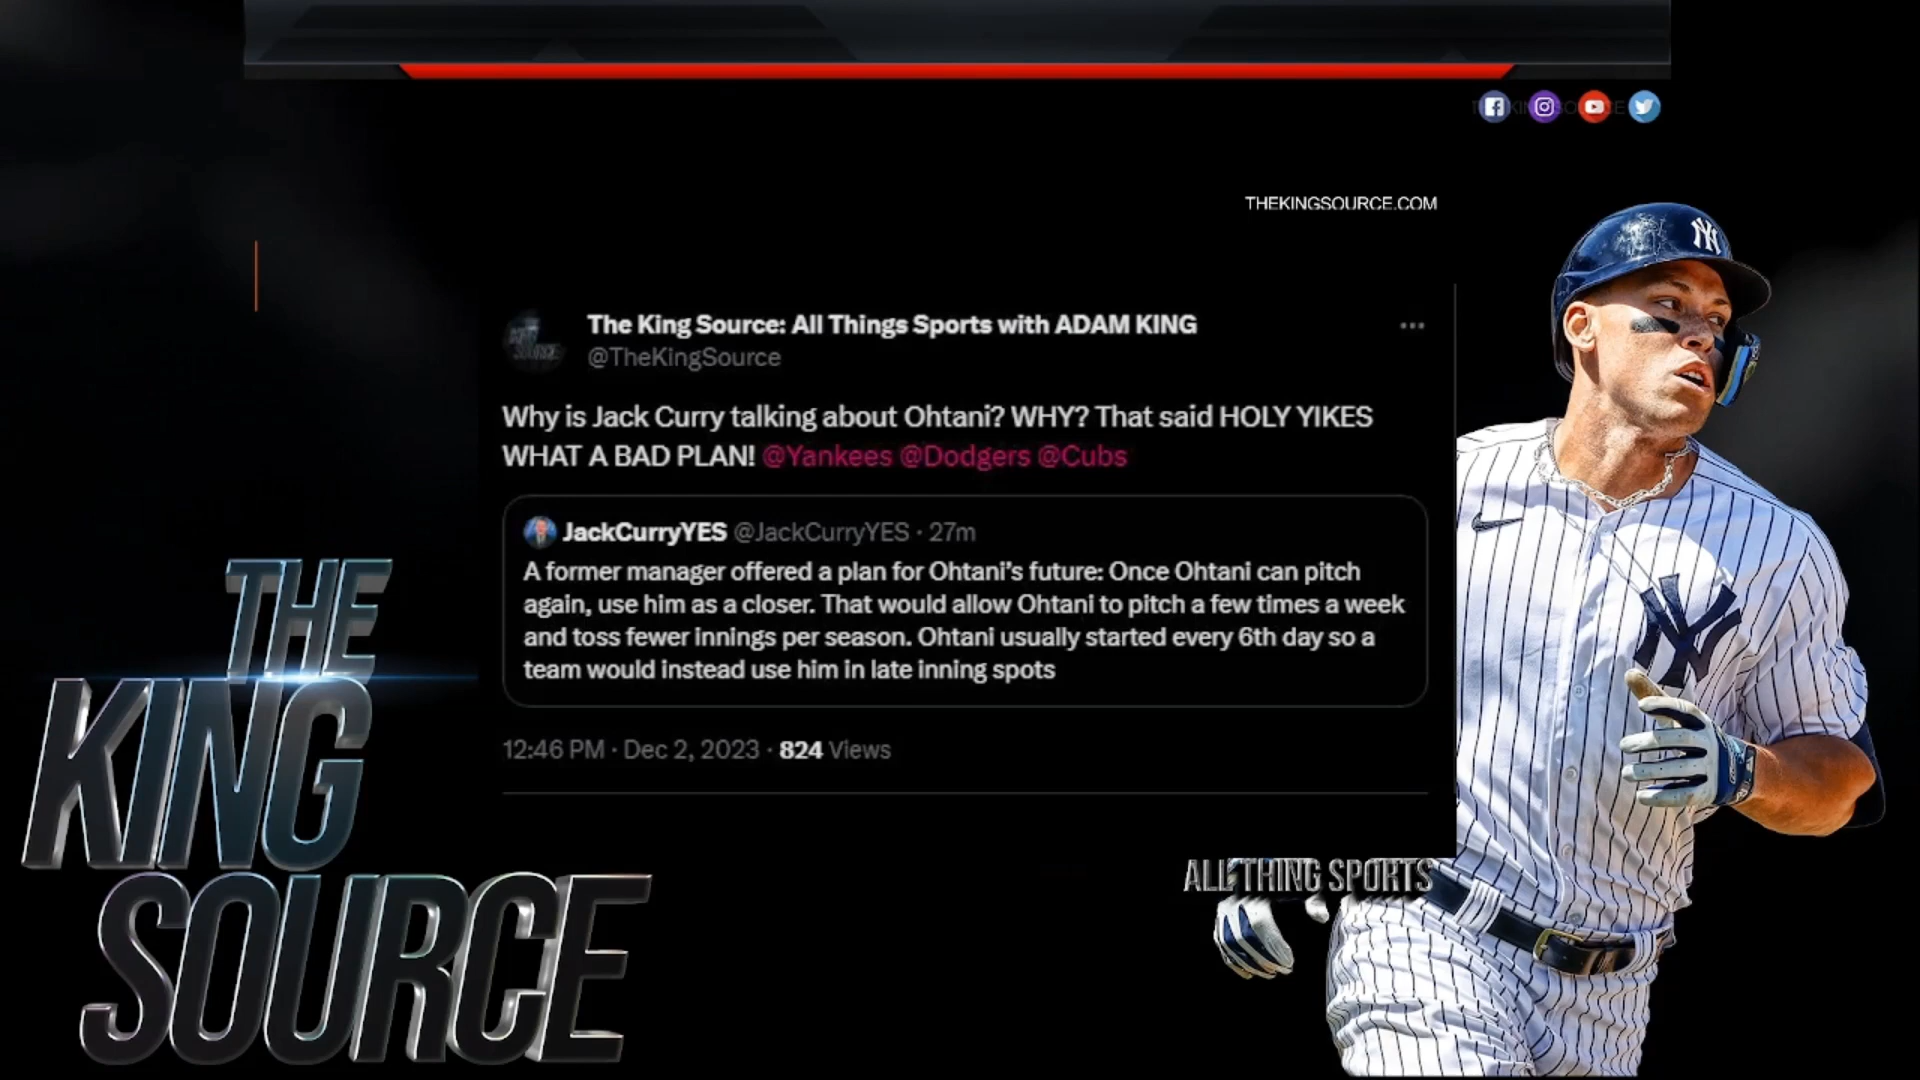 THEKINGSOURCE.COM
The King Source: All Things Sports with ADAM KING
@TheKingSource
Why is Jack Curry talking about Ohtani? WHY? That said HOLY YIKES
WHAT A BAD PLAN! @Yankees @Dodgers @Cubs
JackCurryYES @JackCurryYES · 27m
A former manager offered a plan for Ohtani's future: Once Ohtani can pitch
again, use him as a closer. That would allow Ohtani to pitch a few times a week
and toss fewer innings per season. Ohtani usually started every 6th day so a
team would instead use him in late inning spots
12:46 PM · Dec 2, 2023 · 824 Views
THE
KING
SOURCE
ALL THING SPORTS
NY
NY